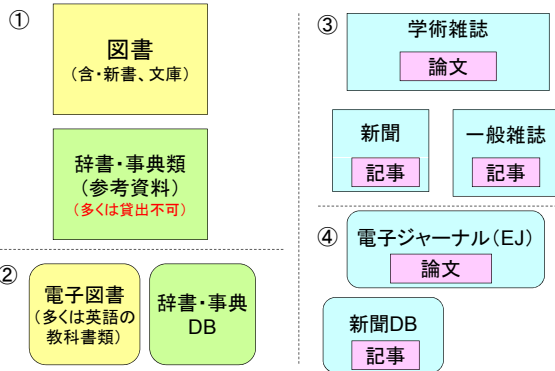 ①
図書
(含・新書、文庫)
辞書・事典類
(参考資料)
(多くは貸出不可)
②
電子図書
(多くは英語の
教科書類)
辞書・事典
DB
③
学術雑誌
論文
新聞
記事
一般雑誌
記事
④
電子ジャーナル(EJ)
論文
新聞DB
記事